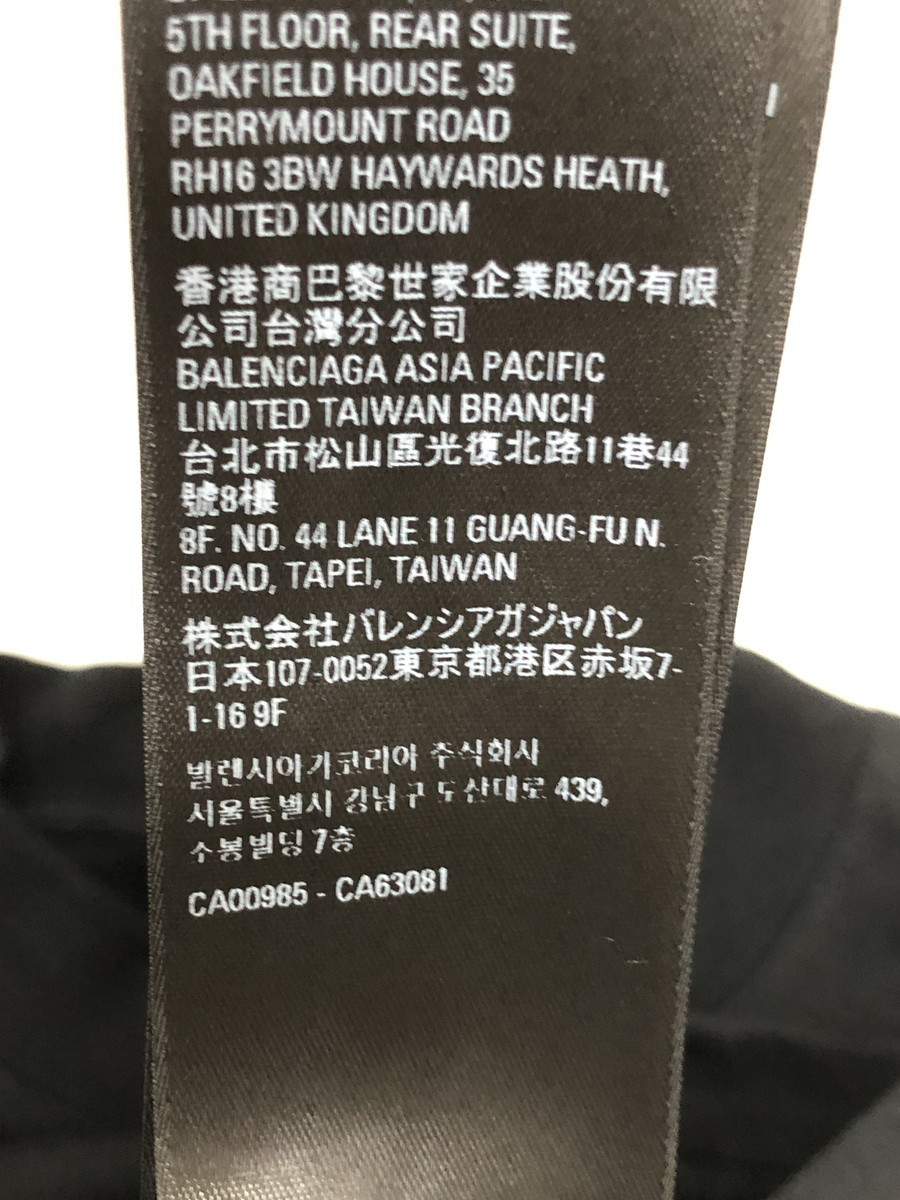 5TH FLOOR, REAR SUITE,
OAKFIELD HOUSE, 35
PERRYMOUNT ROAD
RH16 3BW HAYWARDS HEATH,
UNITED KINGDOM
香港商巴黎世家企業股份有限
公司台灣分公司
BALENCIAGA ASIA PACIFIC
LIMITED TAIWAN BRANCH
台北市松山區光復北路11巷44
號8樓
8F. NO. 44 LANE 11 GUANG-FU N.
ROAD, TAPEI, TAIWAN
株式会社バレンシアガジャパン
日本107-0052東京都港区赤坂7-
1-16 9F
발렌시아가코리아 주식회사
서울특별시 강남구 도산대로 439,
소봉빌딩 7층
CA00985 - CA63081